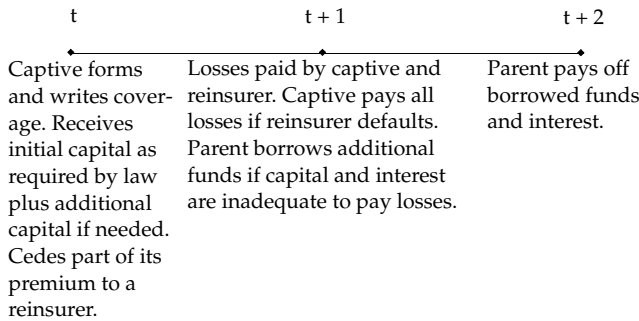 t
t + 1
t + 2
Captive forms
and writes cover-
age. Receives
initial capital as
required by law
plus additional
capital if needed.
Cedes part of its
premium to a
reinsurer.
Losses paid by captive and
reinsurer. Captive pays all
losses if reinsurer defaults.
Parent borrows additional
funds if capital and interest
are inadequate to pay losses.
Parent pays off
borrowed funds
and interest.